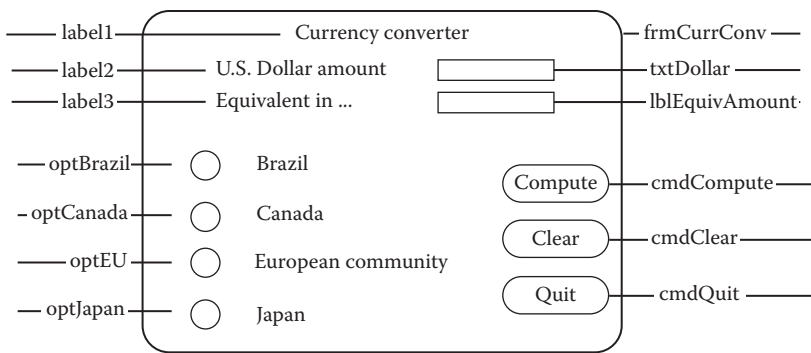 label1 Currency converter frmCurrConv
label2 U.S. Dollar amount txtDollar
label3 Equivalent in ... lblEquivAmount
optBrazil Brazil
Compute cmdCompute
optCanada Canada
Clear cmdClear
optEU European community
Quit cmdQuit
optJapan Japan